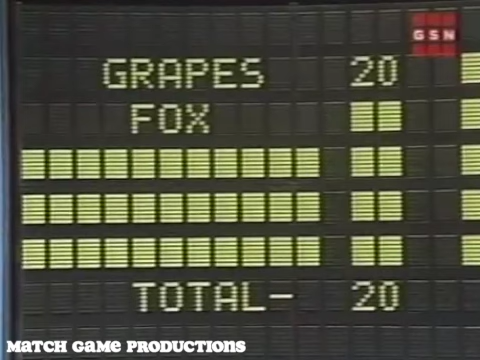 GSN
GRAPES 20
FOX
TOTAL- 20
MATCH GAME PRODUCTIONS